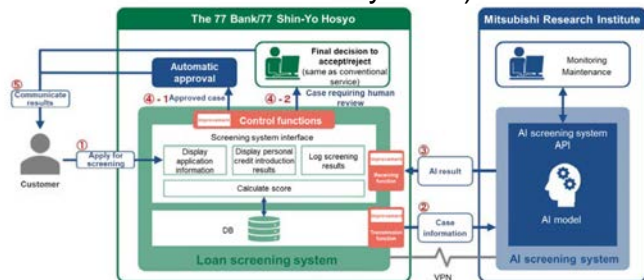 The 77 Bank/77 Shin-Yo Hosyo
Mitsubishi Research Institute
Automatic
approval
Final decision to
accept/reject
(same as conventional
service)
Monitoring
Maintenance
⑤
Communicate
results
④ - 1 Approved case
④ - 2
Case requiring human
review
Control functions
Screening system interface
①
Apply for
screening
Customer
Display
application
information
Display personal
credit introduction
results
Log screening
results
Calculate score
Receiving
function
③
AI result
AI screening system
API
AI model
DB
Transmission
function
②
Case
information
Loan screening system
VPN
AI screening system